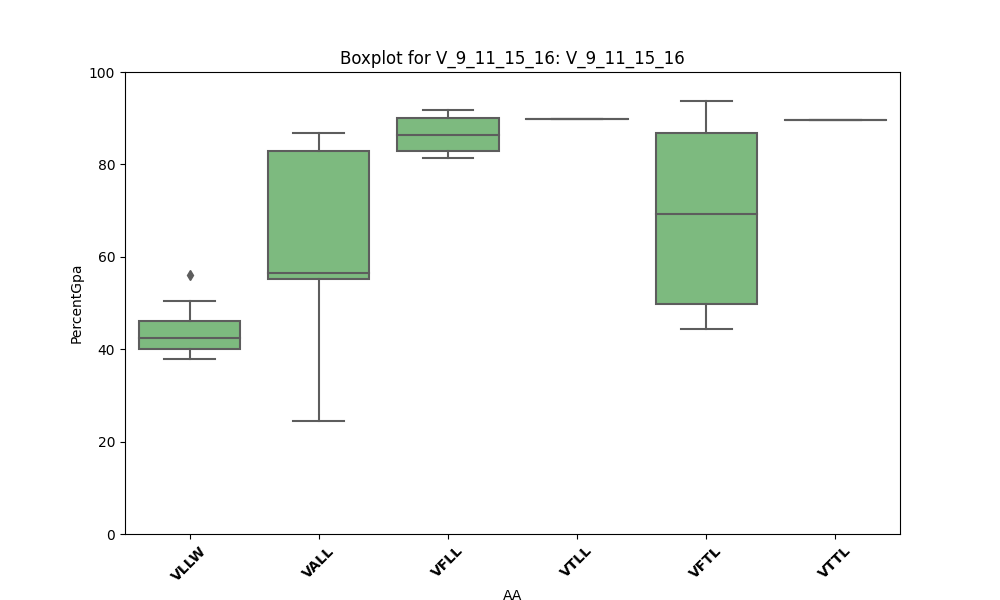 Boxplot for V_9_11_15_16: V_9_11_15_16
100
80
60
40
20
0
PercentGpa
VLLW
VALL
VFLL
VTLL
VFTL
VTTL
AA